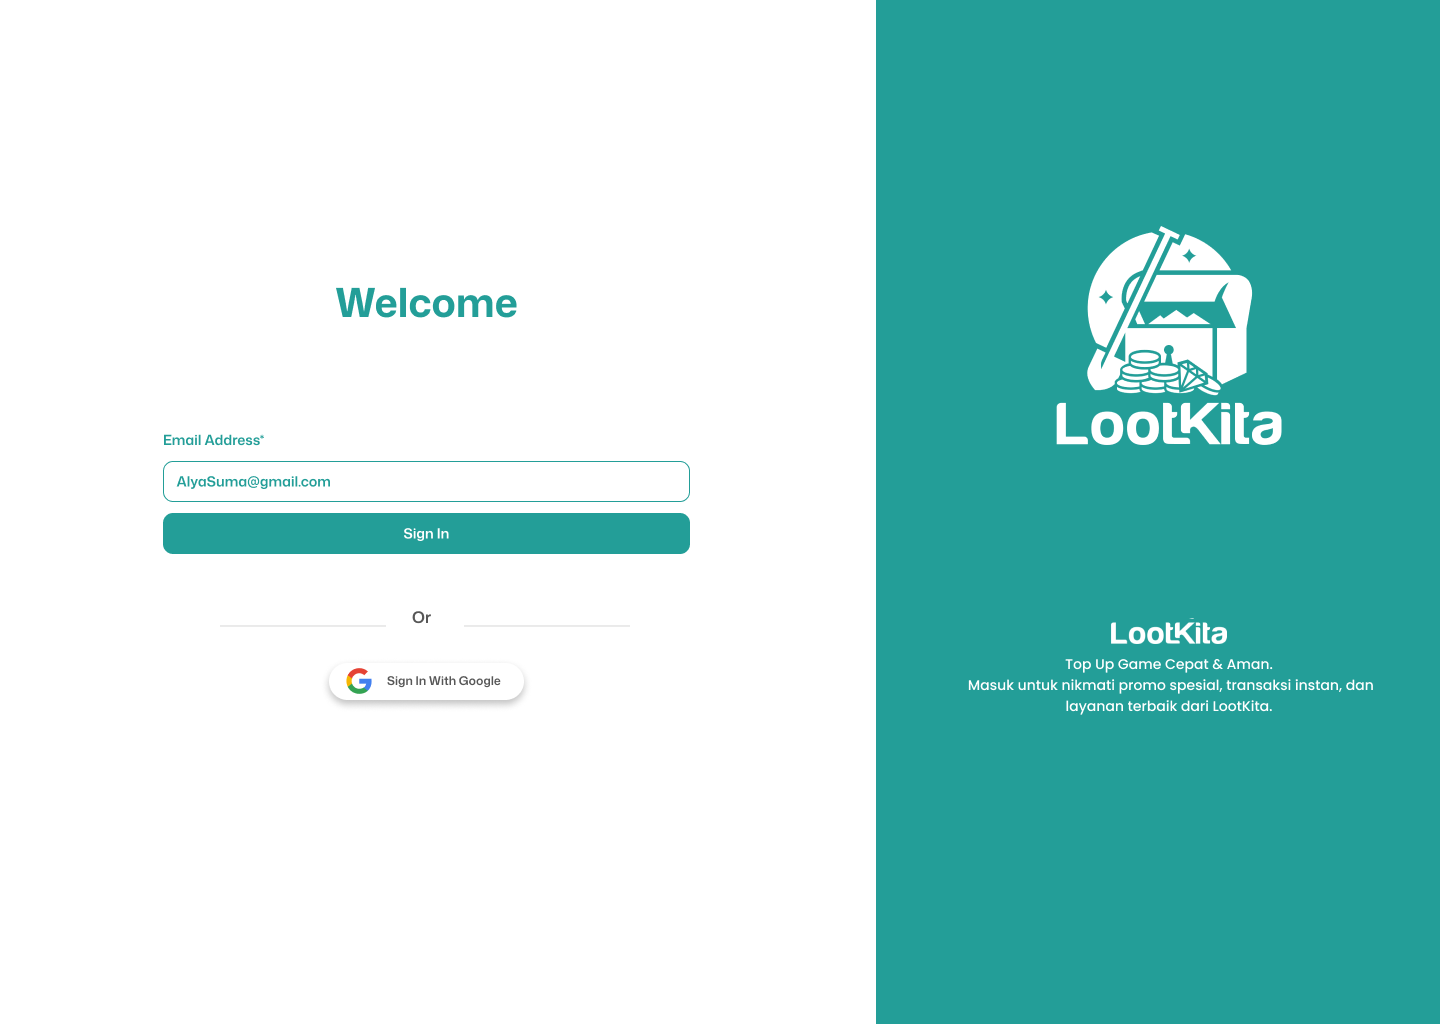 Welcome
Email Address*
AlyaSuma@gmail.com
Sign In
Or
Sign In With Google
LootKita
LootKita
Top Up Game Cepat & Aman.
Masuk untuk nikmati promo spesial, transaksi instan, dan
layanan terbaik dari LootKita.